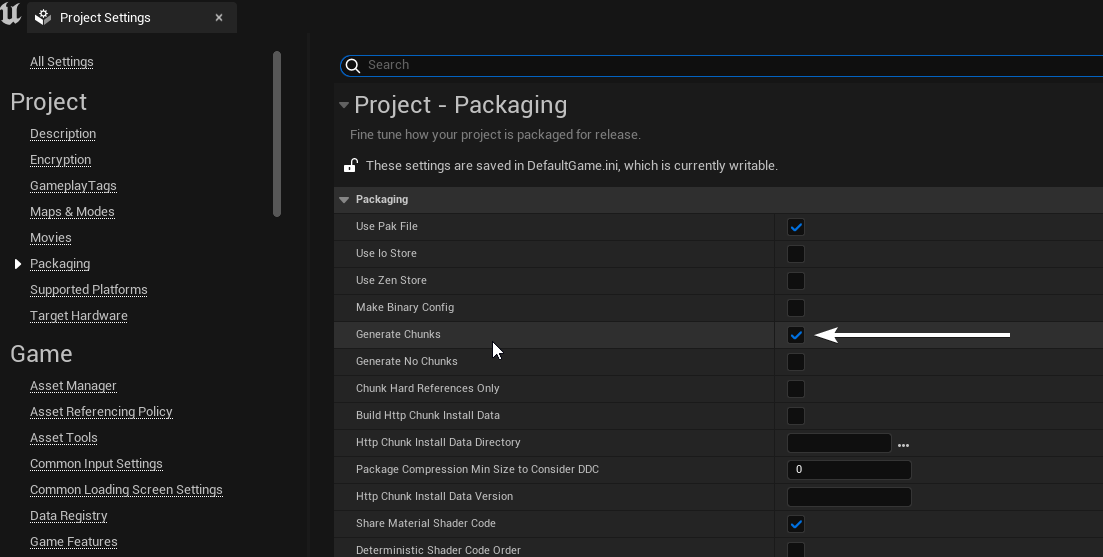 Project Settings
All Settings
Project
Description
Encryption
GameplayTags
Maps & Modes
Movies
Packaging
Supported Platforms
Target Hardware
Game
Asset Manager
Asset Referencing Policy
Asset Tools
Common Input Settings
Common Loading Screen Settings
Data Registry
Game Features
Search
Project - Packaging
Fine tune how your project is packaged for release.
These settings are saved in DefaultGame.ini, which is currently writable.
Packaging
Use Pak File
Use Io Store
Use Zen Store
Make Binary Config
Generate Chunks
Generate No Chunks
Chunk Hard References Only
Build Http Chunk Install Data
Http Chunk Install Data Directory
Package Compression Min Size to Consider DDC 0
Http Chunk Install Data Version
Share Material Shader Code
Deterministic Shader Code Order